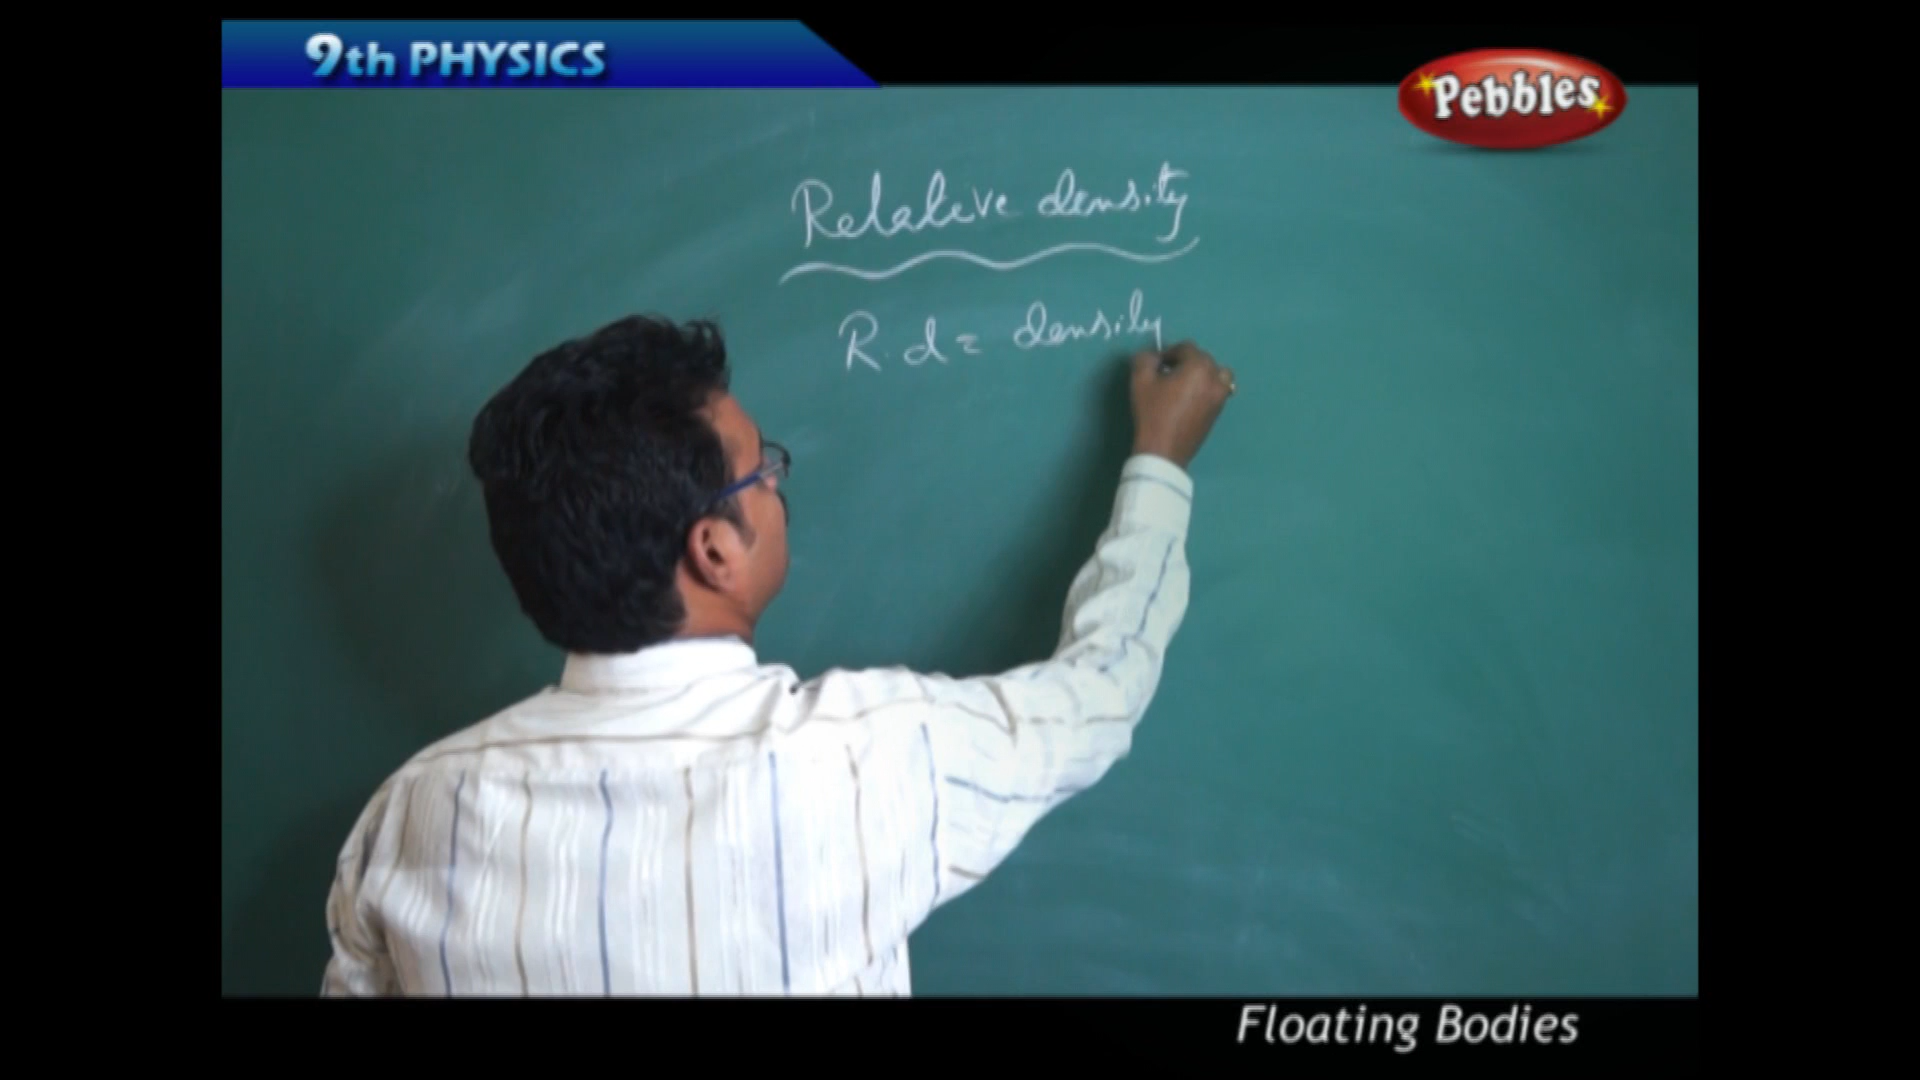 9th PHYSICS
Pebbles
Relative density
R.d = density
Floating Bodies